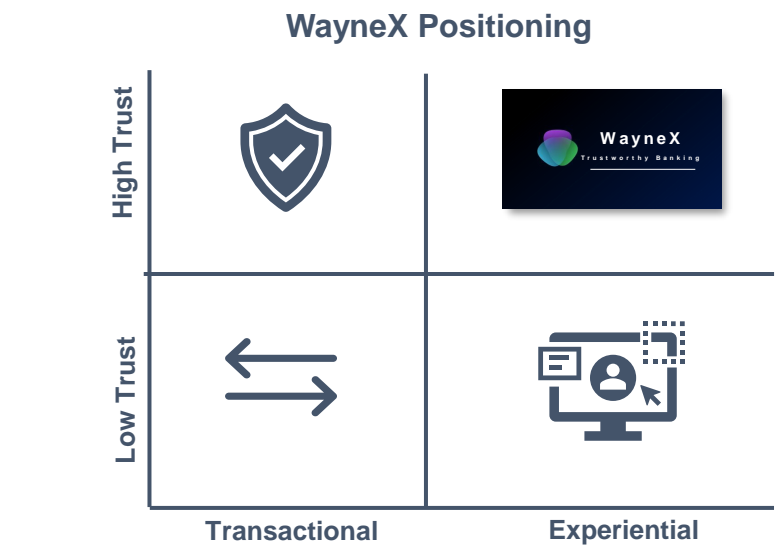 WayneX Positioning
High Trust
WayneX
Trustworthy Banking
Low Trust
Transactional
Experiential